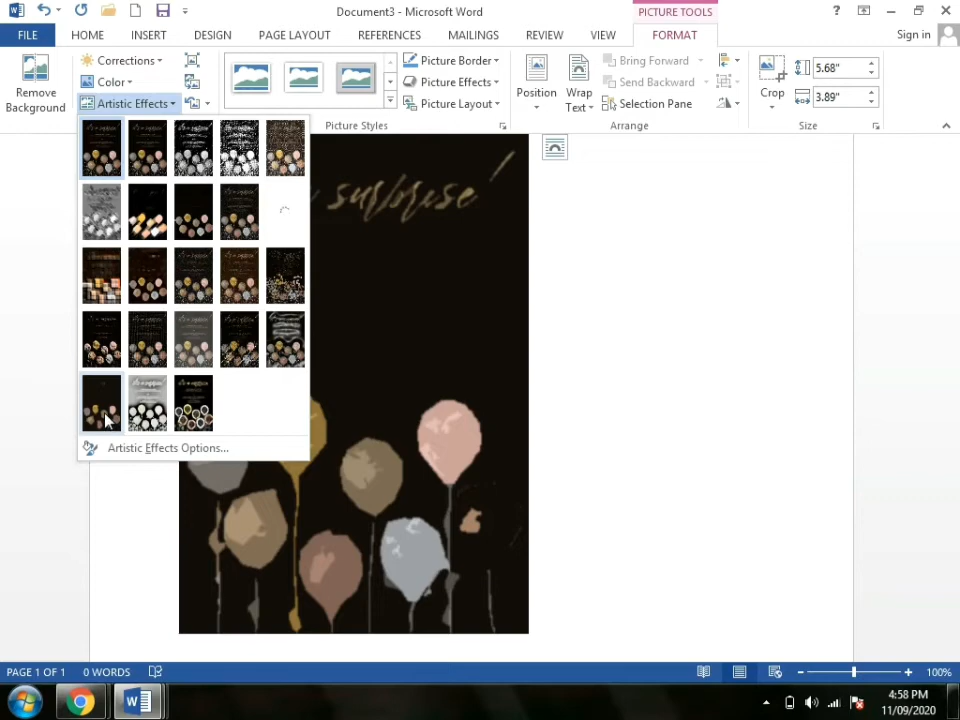 Document3 - Microsoft Word
PICTURE TOOLS
?
FILE
HOME
INSERT
DESIGN
PAGE LAYOUT
REFERENCES
MAILINGS
REVIEW
VIEW
FORMAT
Sign in
Remove Background
Corrections
Color
Artistic Effects
Picture Border
Picture Effects
Picture Layout
Picture Styles
Position
Wrap Text
Bring Forward
Send Backward
Selection Pane
Arrange
Crop
5.68"
3.89"
Size
surprise!
Artistic Effects Options...
PAGE 1 OF 1
0 WORDS
100%
4:58 PM
11/09/2020